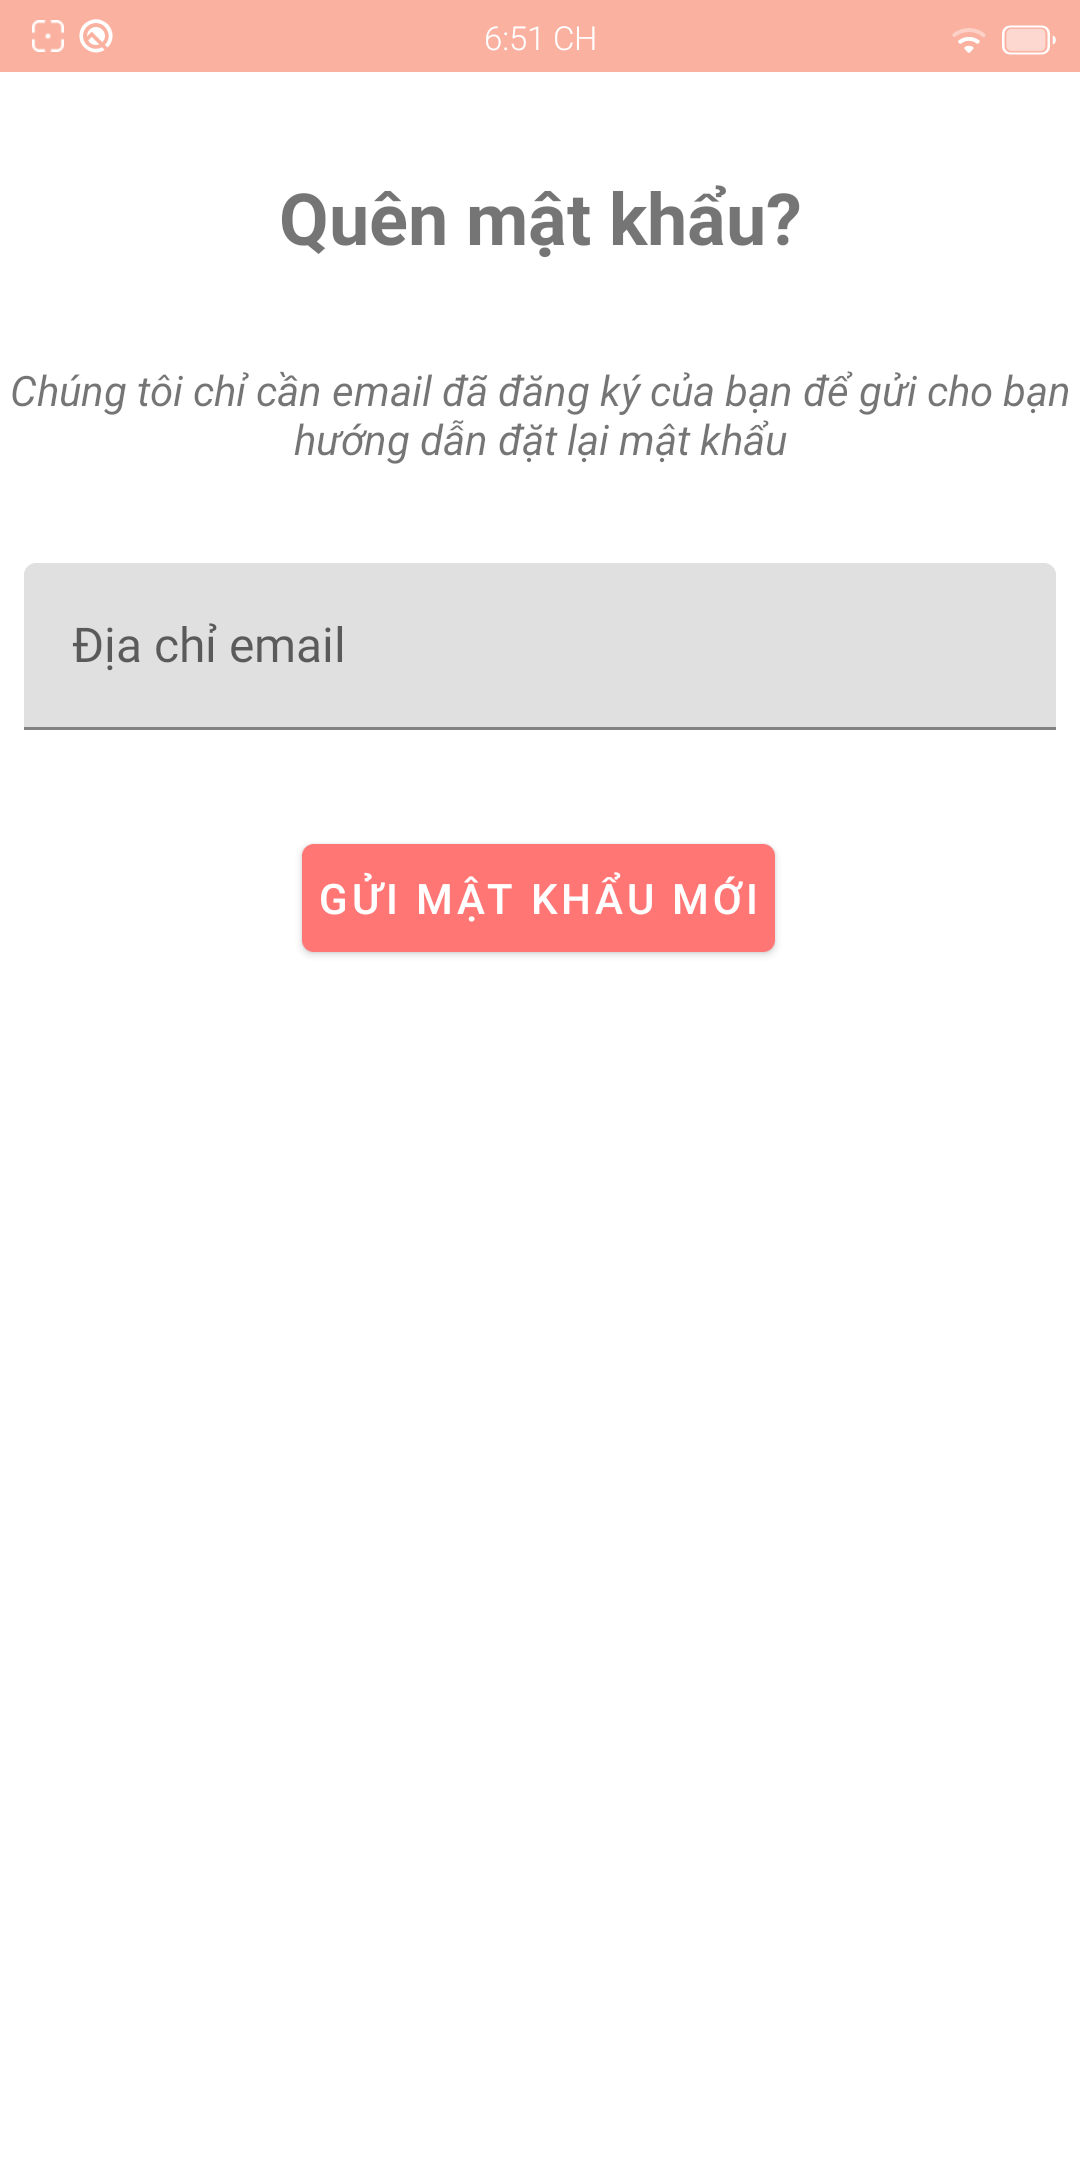 6:51 CH
Quên mật khẩu?
Chúng tôi chỉ cần email đã đăng ký của bạn để gửi cho bạn
hướng dẫn đặt lại mật khẩu
Địa chỉ email
GỬI MẬT KHẨU MỚI